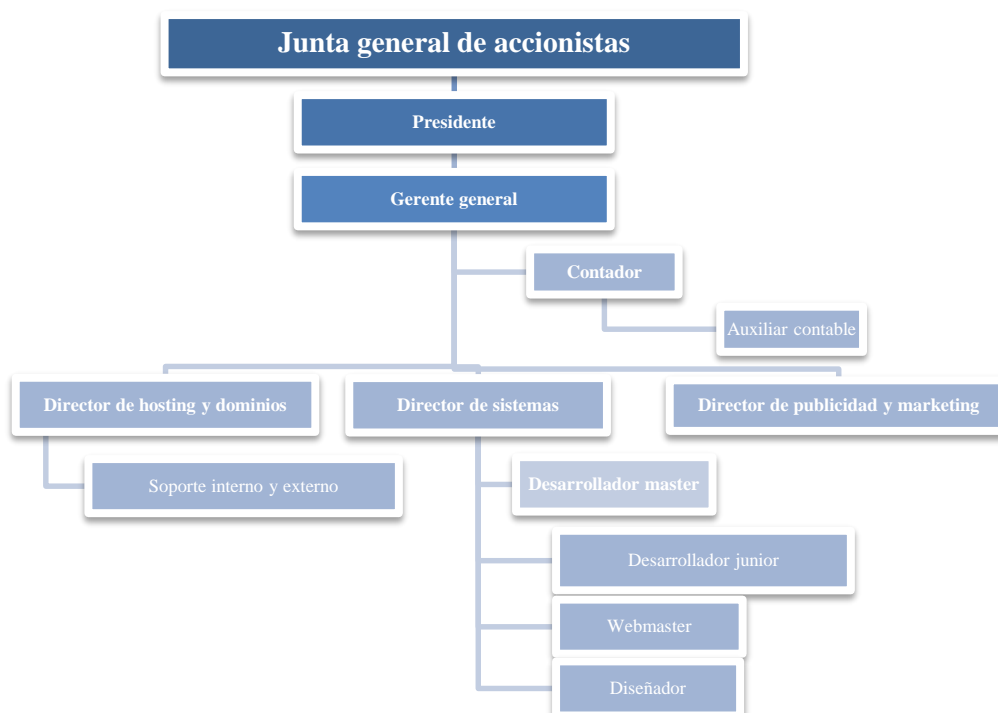 Junta general de accionistas
Presidente
Gerente general
Contador
Auxiliar contable
Director de hosting y dominios
Director de sistemas
Director de publicidad y marketing
Soporte interno y externo
Desarrollador master
Desarrollador junior
Webmaster
Diseñador